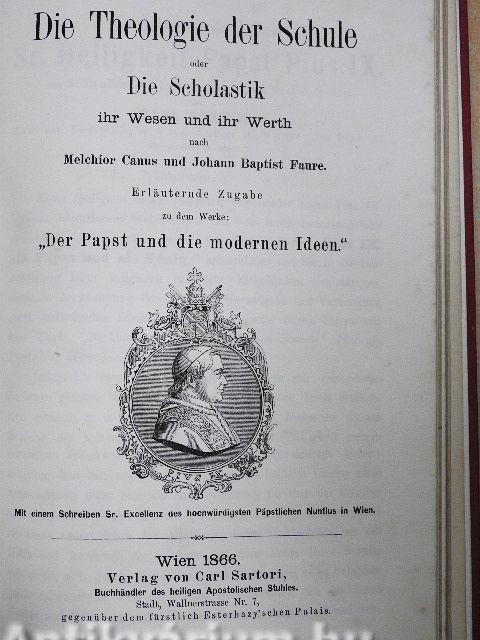 Die Theologie der Schule
oder
Die Scholastik
ihr Wesen und ihr Werth
nach
Melchior Canus und Johann Baptist Faure.
Erläuternde Zugabe
zu dem Werke:
„Der Papst und die modernen Ideen.“
Mit einem Schreiben Sr. Excellenz des hochwürdigsten Päpstlichen Nuntius in Wien.
Wien 1866.
Verlag von Carl Sartori,
Buchhändler des heiligen Apostolischen Stuhles.
Stadt, Wallnerstrasse Nr. 7,
gegenüber dem fürstlich Esterhazy'schen Palais.